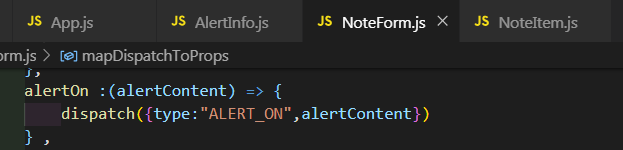 JS App.js JS AlertInfo.js JS NoteForm.js × JS NoteItem.js
orm.js > mapDispatchToProps
},
alertOn :(alertContent) => {
dispatch({type:"ALERT_ON",alertContent})
} ,